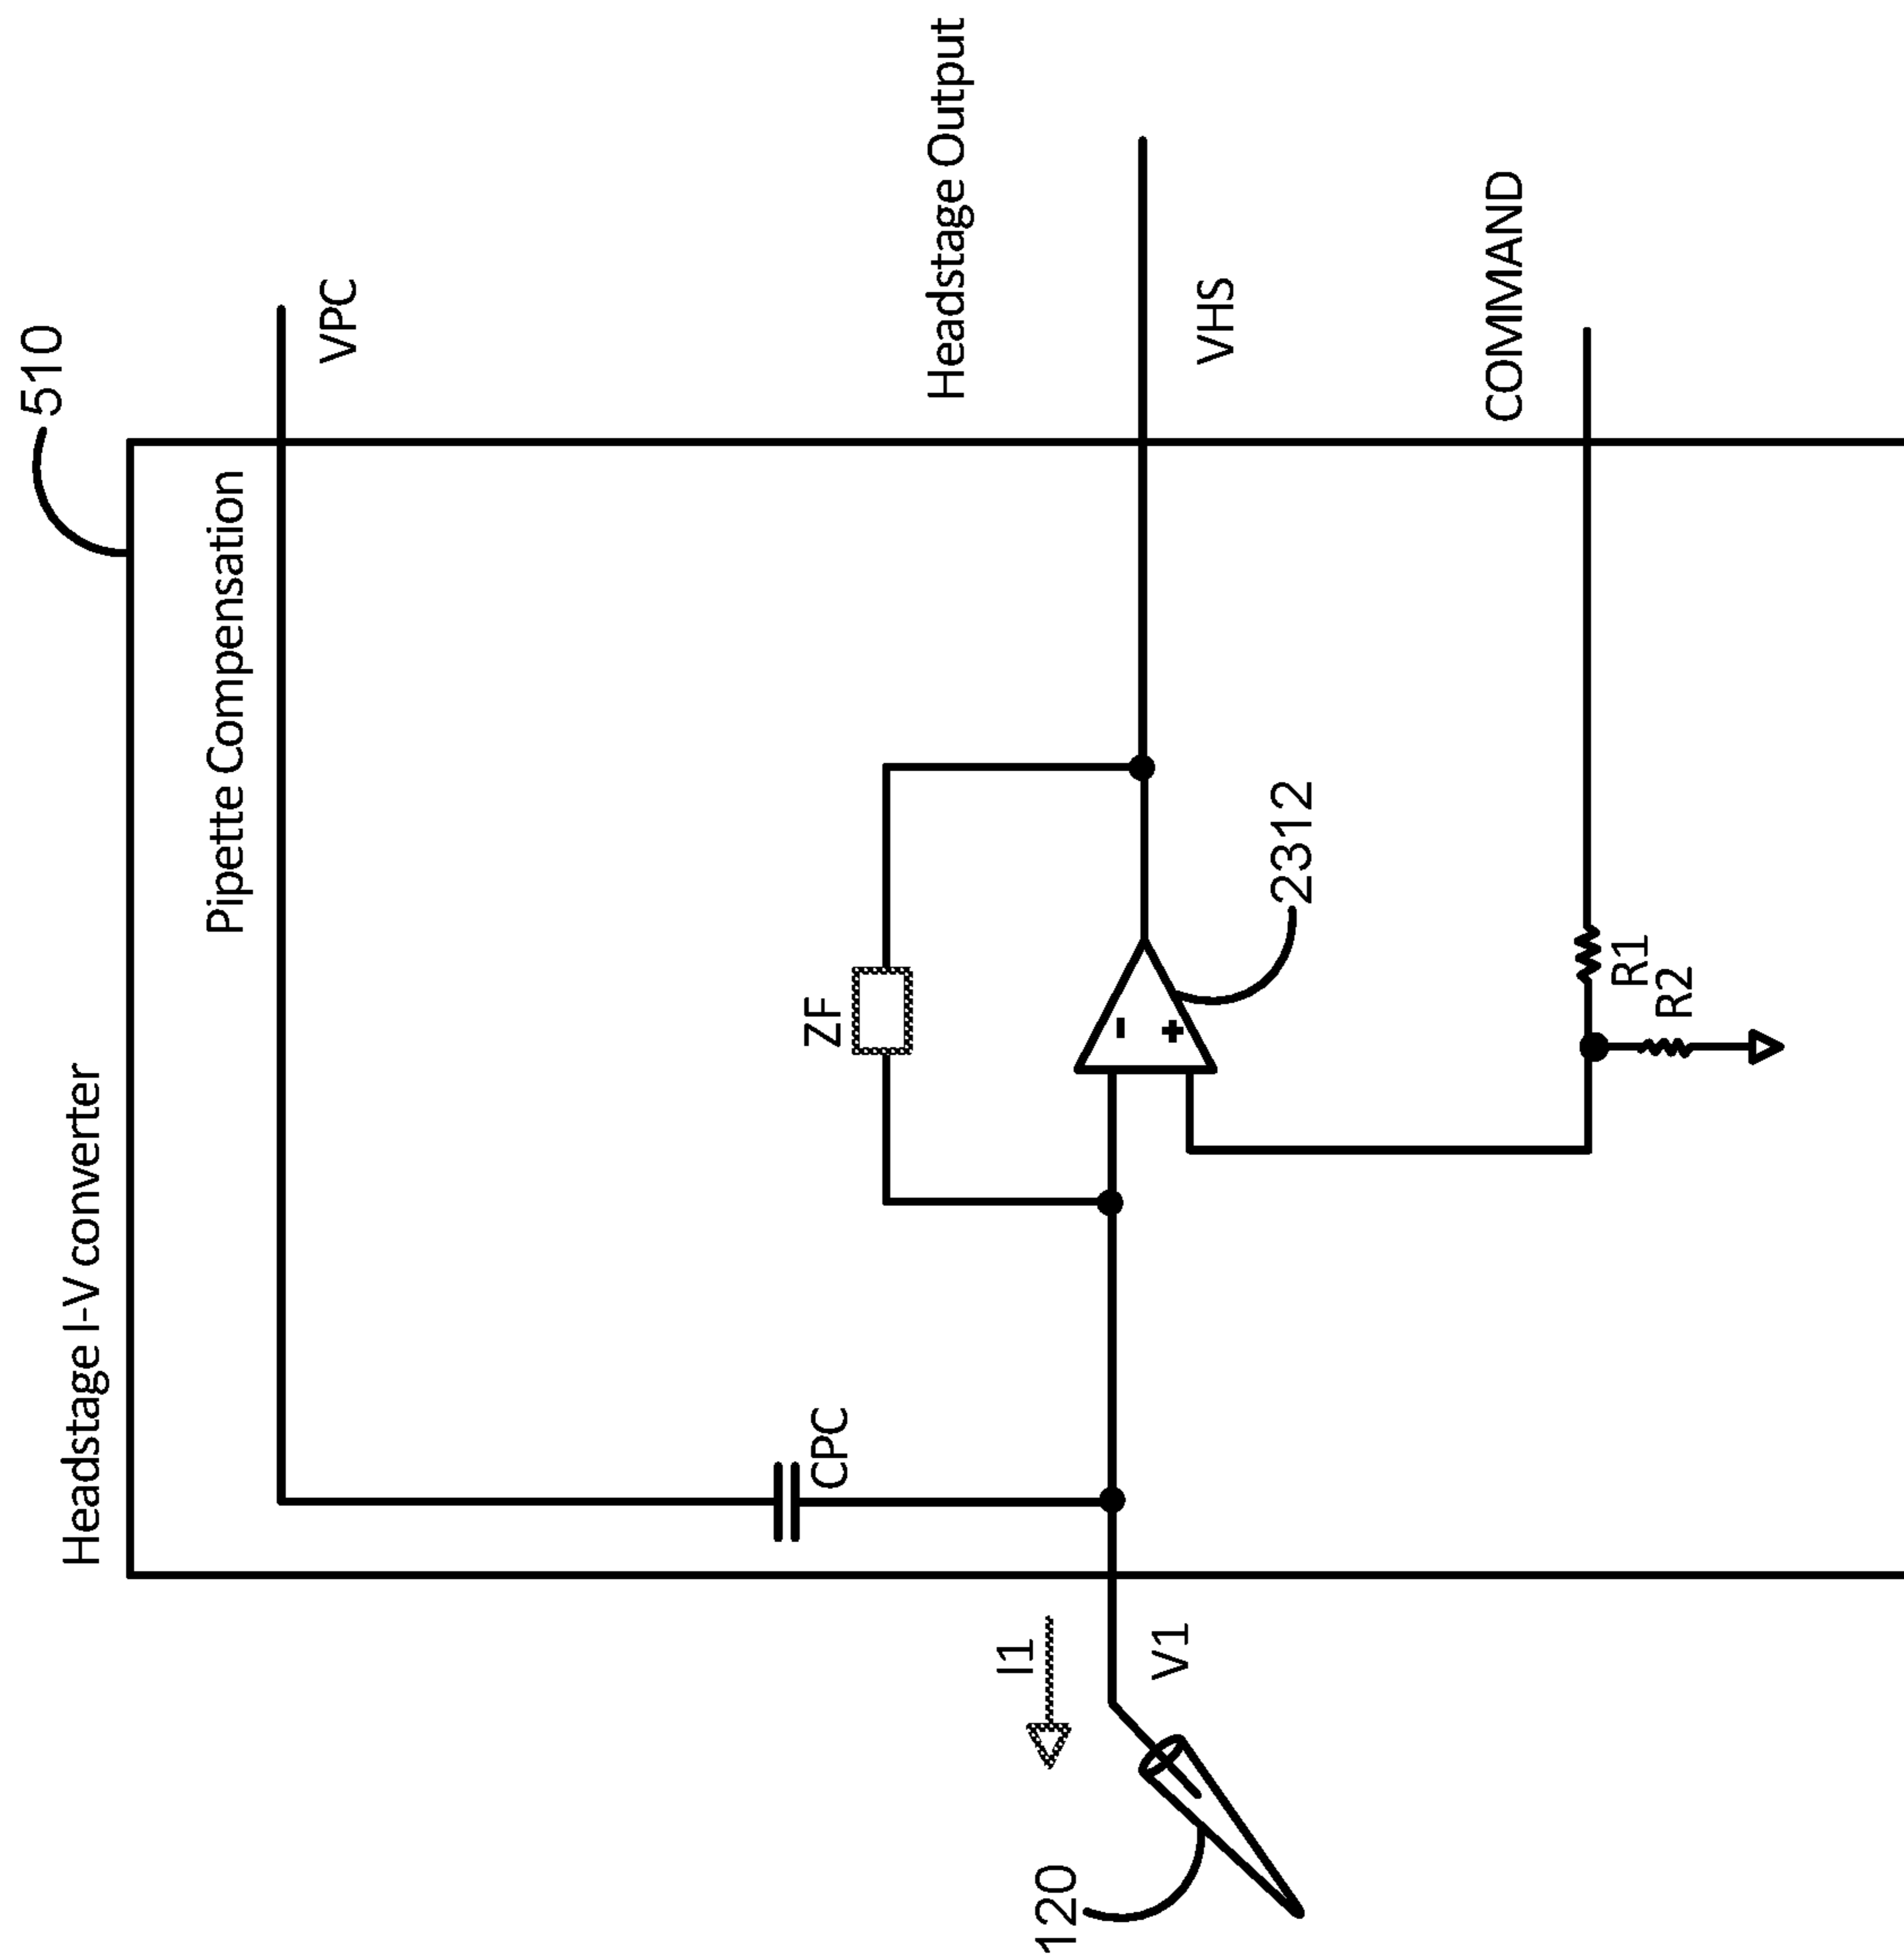 510
Headstage I-V converter
Pipette Compensation
VPC
CPC
ZF
Headstage Output
I1
V1
VHS
-
+
2312
120
COMMAND
R1
R2